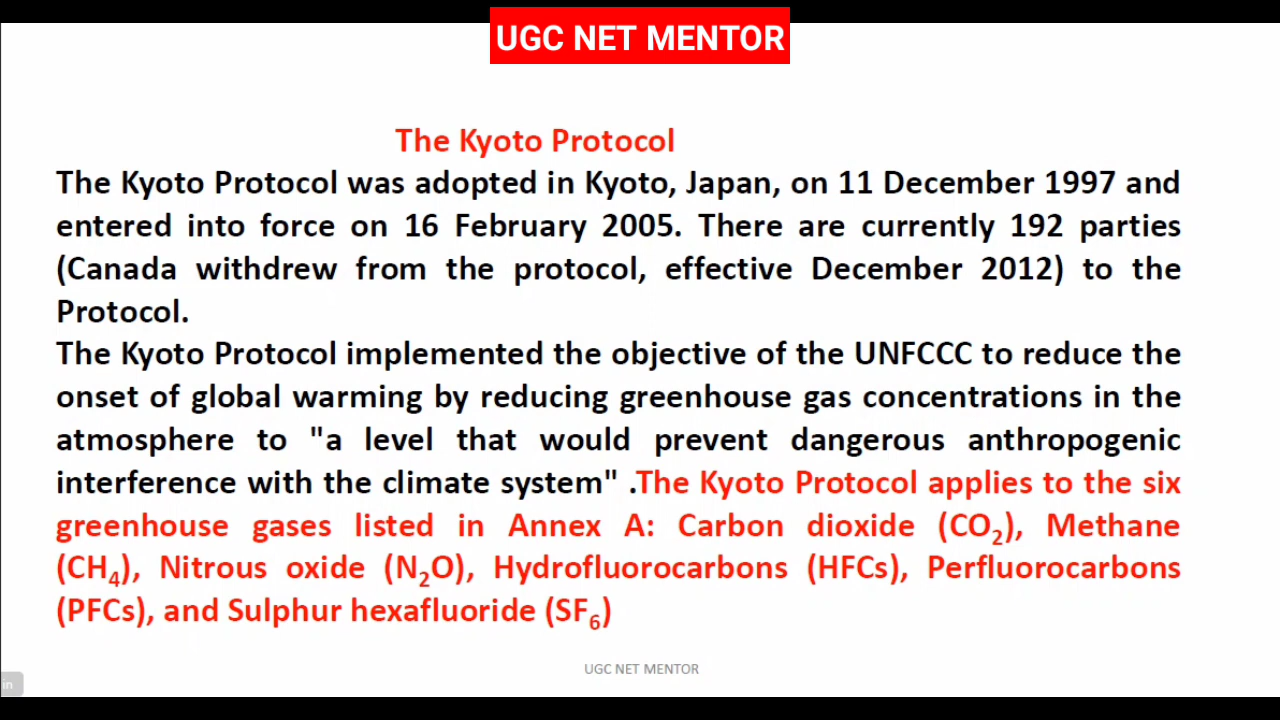 UGC NET MENTOR
The Kyoto Protocol
The Kyoto Protocol was adopted in Kyoto, Japan, on 11 December 1997 and
entered into force on 16 February 2005. There are currently 192 parties
(Canada withdrew from the protocol, effective December 2012) to the
Protocol.
The Kyoto Protocol implemented the objective of the UNFCCC to reduce the
onset of global warming by reducing greenhouse gas concentrations in the
atmosphere to "a level that would prevent dangerous anthropogenic
interference with the climate system" .The Kyoto Protocol applies to the six
greenhouse gases listed in Annex A: Carbon dioxide (CO₂), Methane
(CH₄), Nitrous oxide (N₂O), Hydrofluorocarbons (HFCs), Perfluorocarbons
(PFCs), and Sulphur hexafluoride (SF₆)
UGC NET MENTOR
in